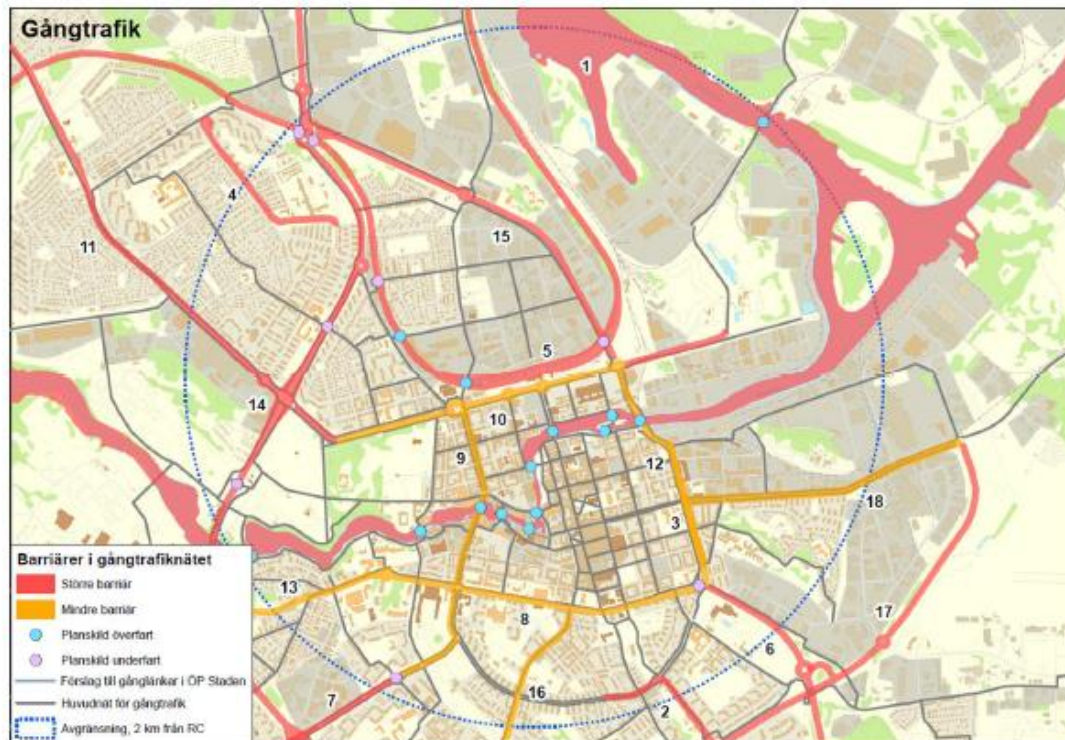 Gångtrafik
1
4
11
15
5
14
10
9
12
3
18
13
8
17
6
7
16
2
Barriärer i gångtrafiknätet
Större barriär
Mindre barriär
Planskild överfart
Planskild underfart
Förslag till gånglänkar i ÖP Staden
Huvudnät för gångtrafik
Avgränsning, 2 km från RC